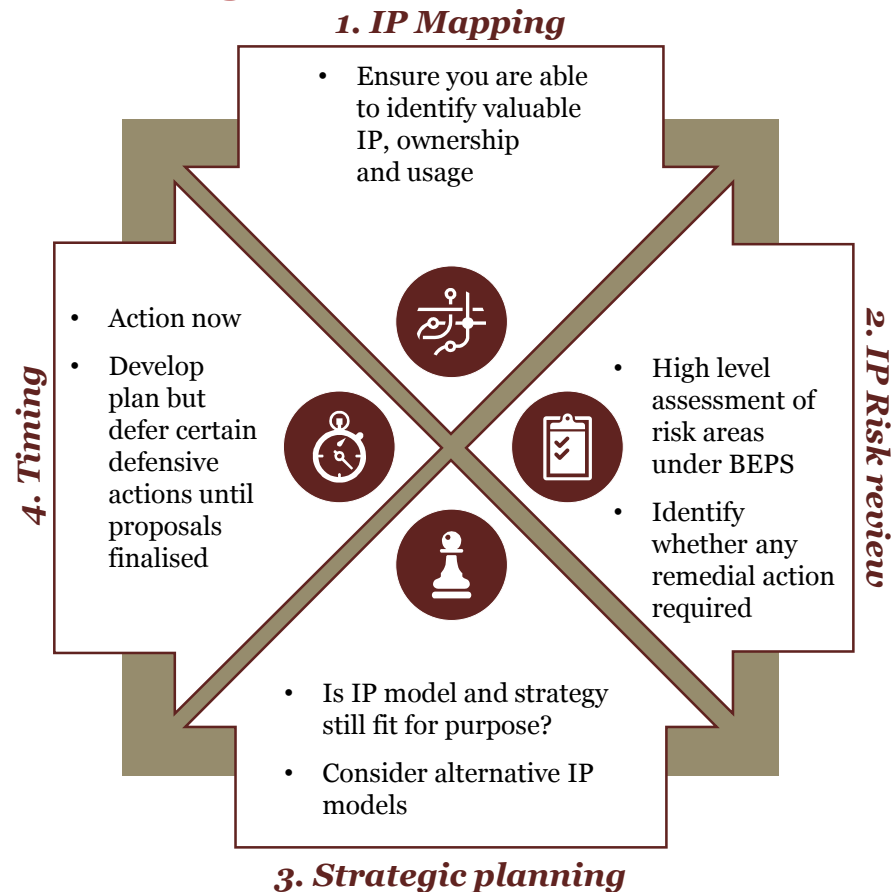 1. IP Mapping
• Ensure you are able
to identify valuable
IP, ownership
and usage
2. IP Risk review
• High level
assessment of
risk areas
under BEPS
• Identify
whether any
remedial action
required
3. Strategic planning
• Is IP model and strategy
still fit for purpose?
• Consider alternative IP
models
4. Timing
• Action now
• Develop
plan but
defer certain
defensive
actions until
proposals
finalised